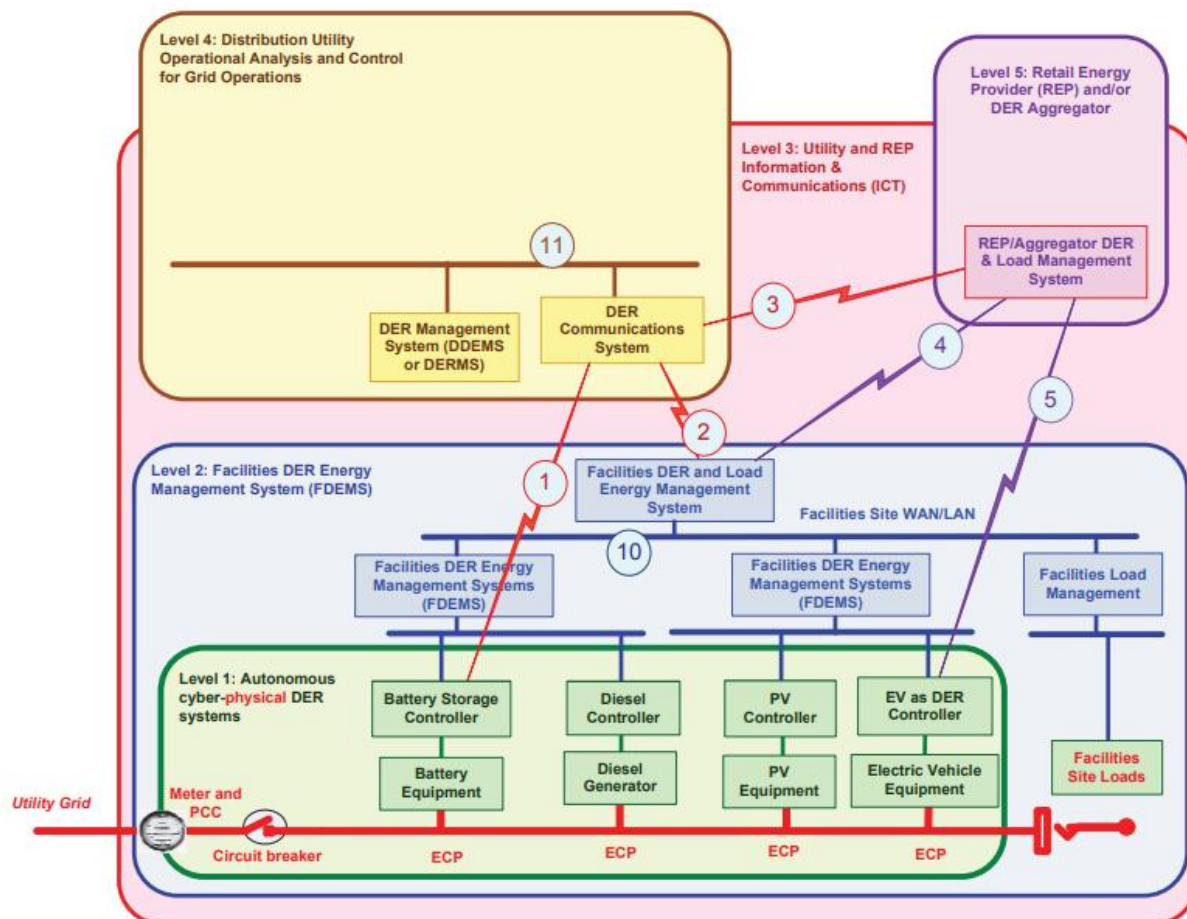 Level 4: Distribution Utility
Operational Analysis and Control
for Grid Operations
Level 5: Retail Energy
Provider (REP) and/or
DER Aggregator
Level 3: Utility and REP
Information &
Communications (ICT)
11
REP/Aggregator DER
& Load Management
System
3
DER Management
System (DDEMS
or DERMS)
DER
Communications
System
4
5
2
1
Level 2: Facilities DER Energy
Management System (FDEMS)
Facilities DER and Load
Energy Management
System
Facilities Site WAN/LAN
10
Facilities DER Energy
Management Systems
(FDEMS)
Facilities DER Energy
Management Systems
(FDEMS)
Facilities Load
Management
Level 1: Autonomous
cyber-physical DER
systems
Battery Storage
Controller
Diesel
Controller
PV
Controller
EV as DER
Controller
Battery
Equipment
Diesel
Generator
PV
Equipment
Electric Vehicle
Equipment
Facilities
Site Loads
Utility Grid
Meter and
PCC
Circuit breaker
ECP
ECP
ECP
ECP